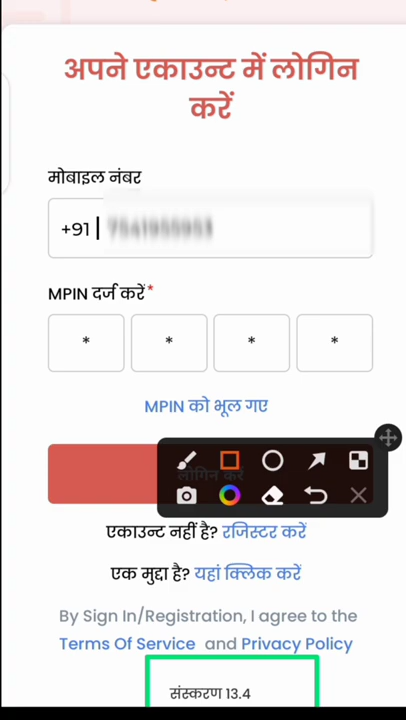 अपने एकाउन्ट में लोगिन
करें
मोबाइल नंबर
+91
MPIN दर्ज करें*
* * * *
MPIN को भूल गए
लोगिन करें
एकाउन्ट नहीं है? रजिस्टर करें
एक मुद्दा है? यहां क्लिक करें
By Sign In/Registration, I agree to the
Terms Of Service and Privacy Policy
संस्करण 13.4